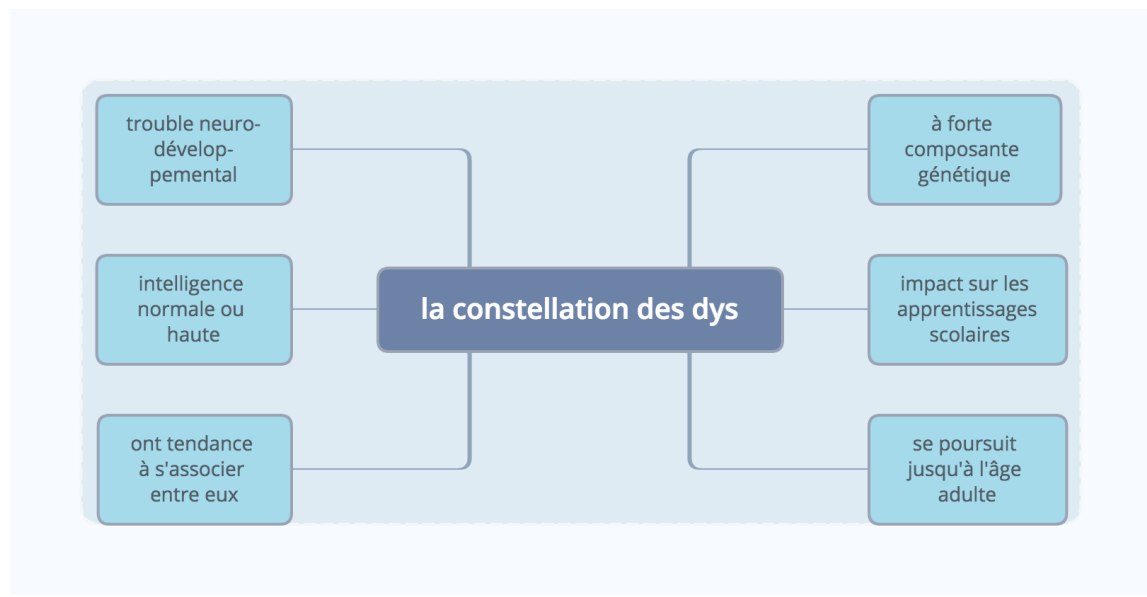 trouble neuro-
dévelop-
pemental
à forte
composante
génétique
intelligence
normale ou
haute
la constellation des dys
impact sur les
apprentissages
scolaires
ont tendance
à s'associer
entre eux
se poursuit
jusqu'à l'âge
adulte